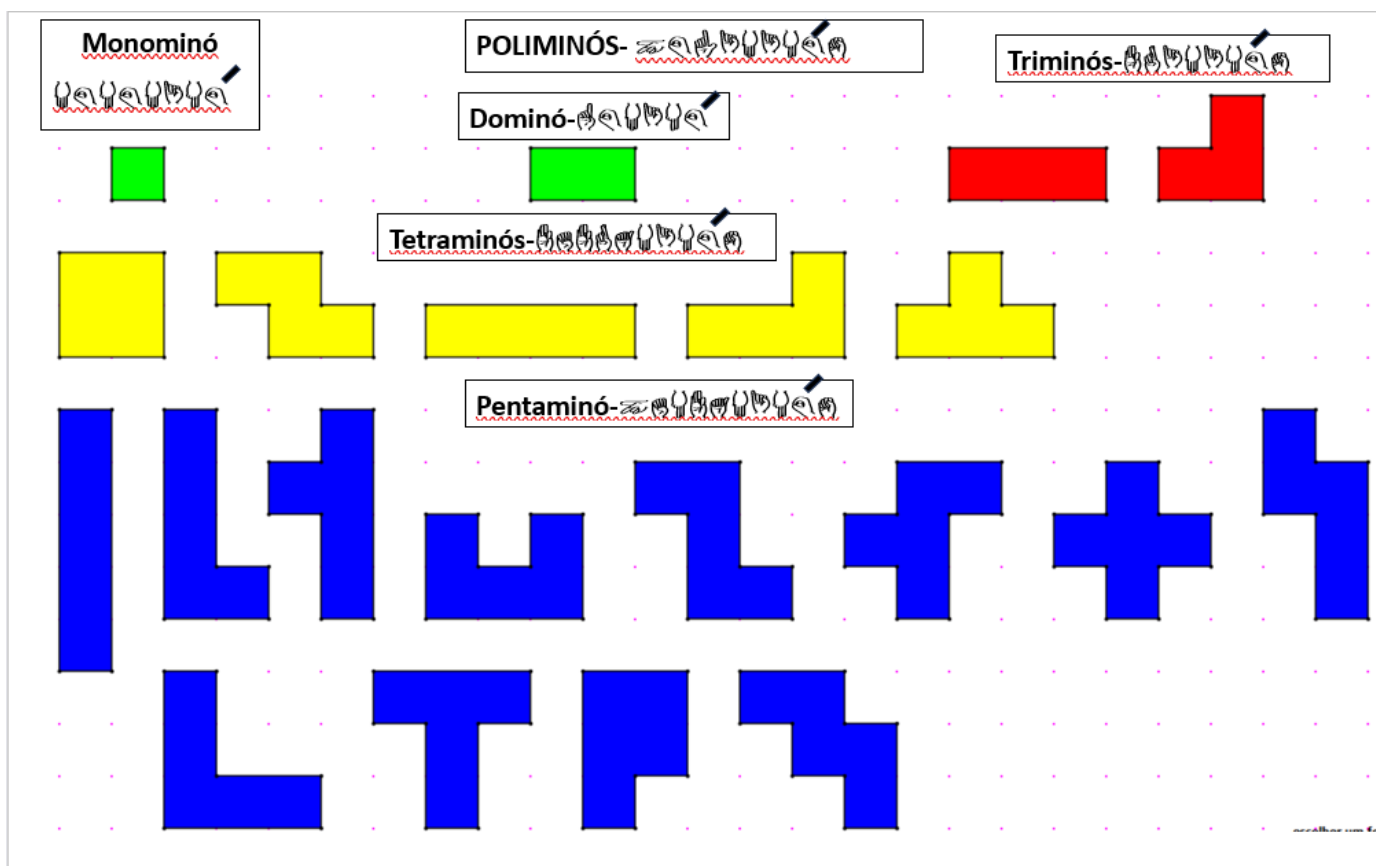 Monominó
POLIMINÓS-
Triminós-
Dominó-
Tetraminós-
Pentaminó-